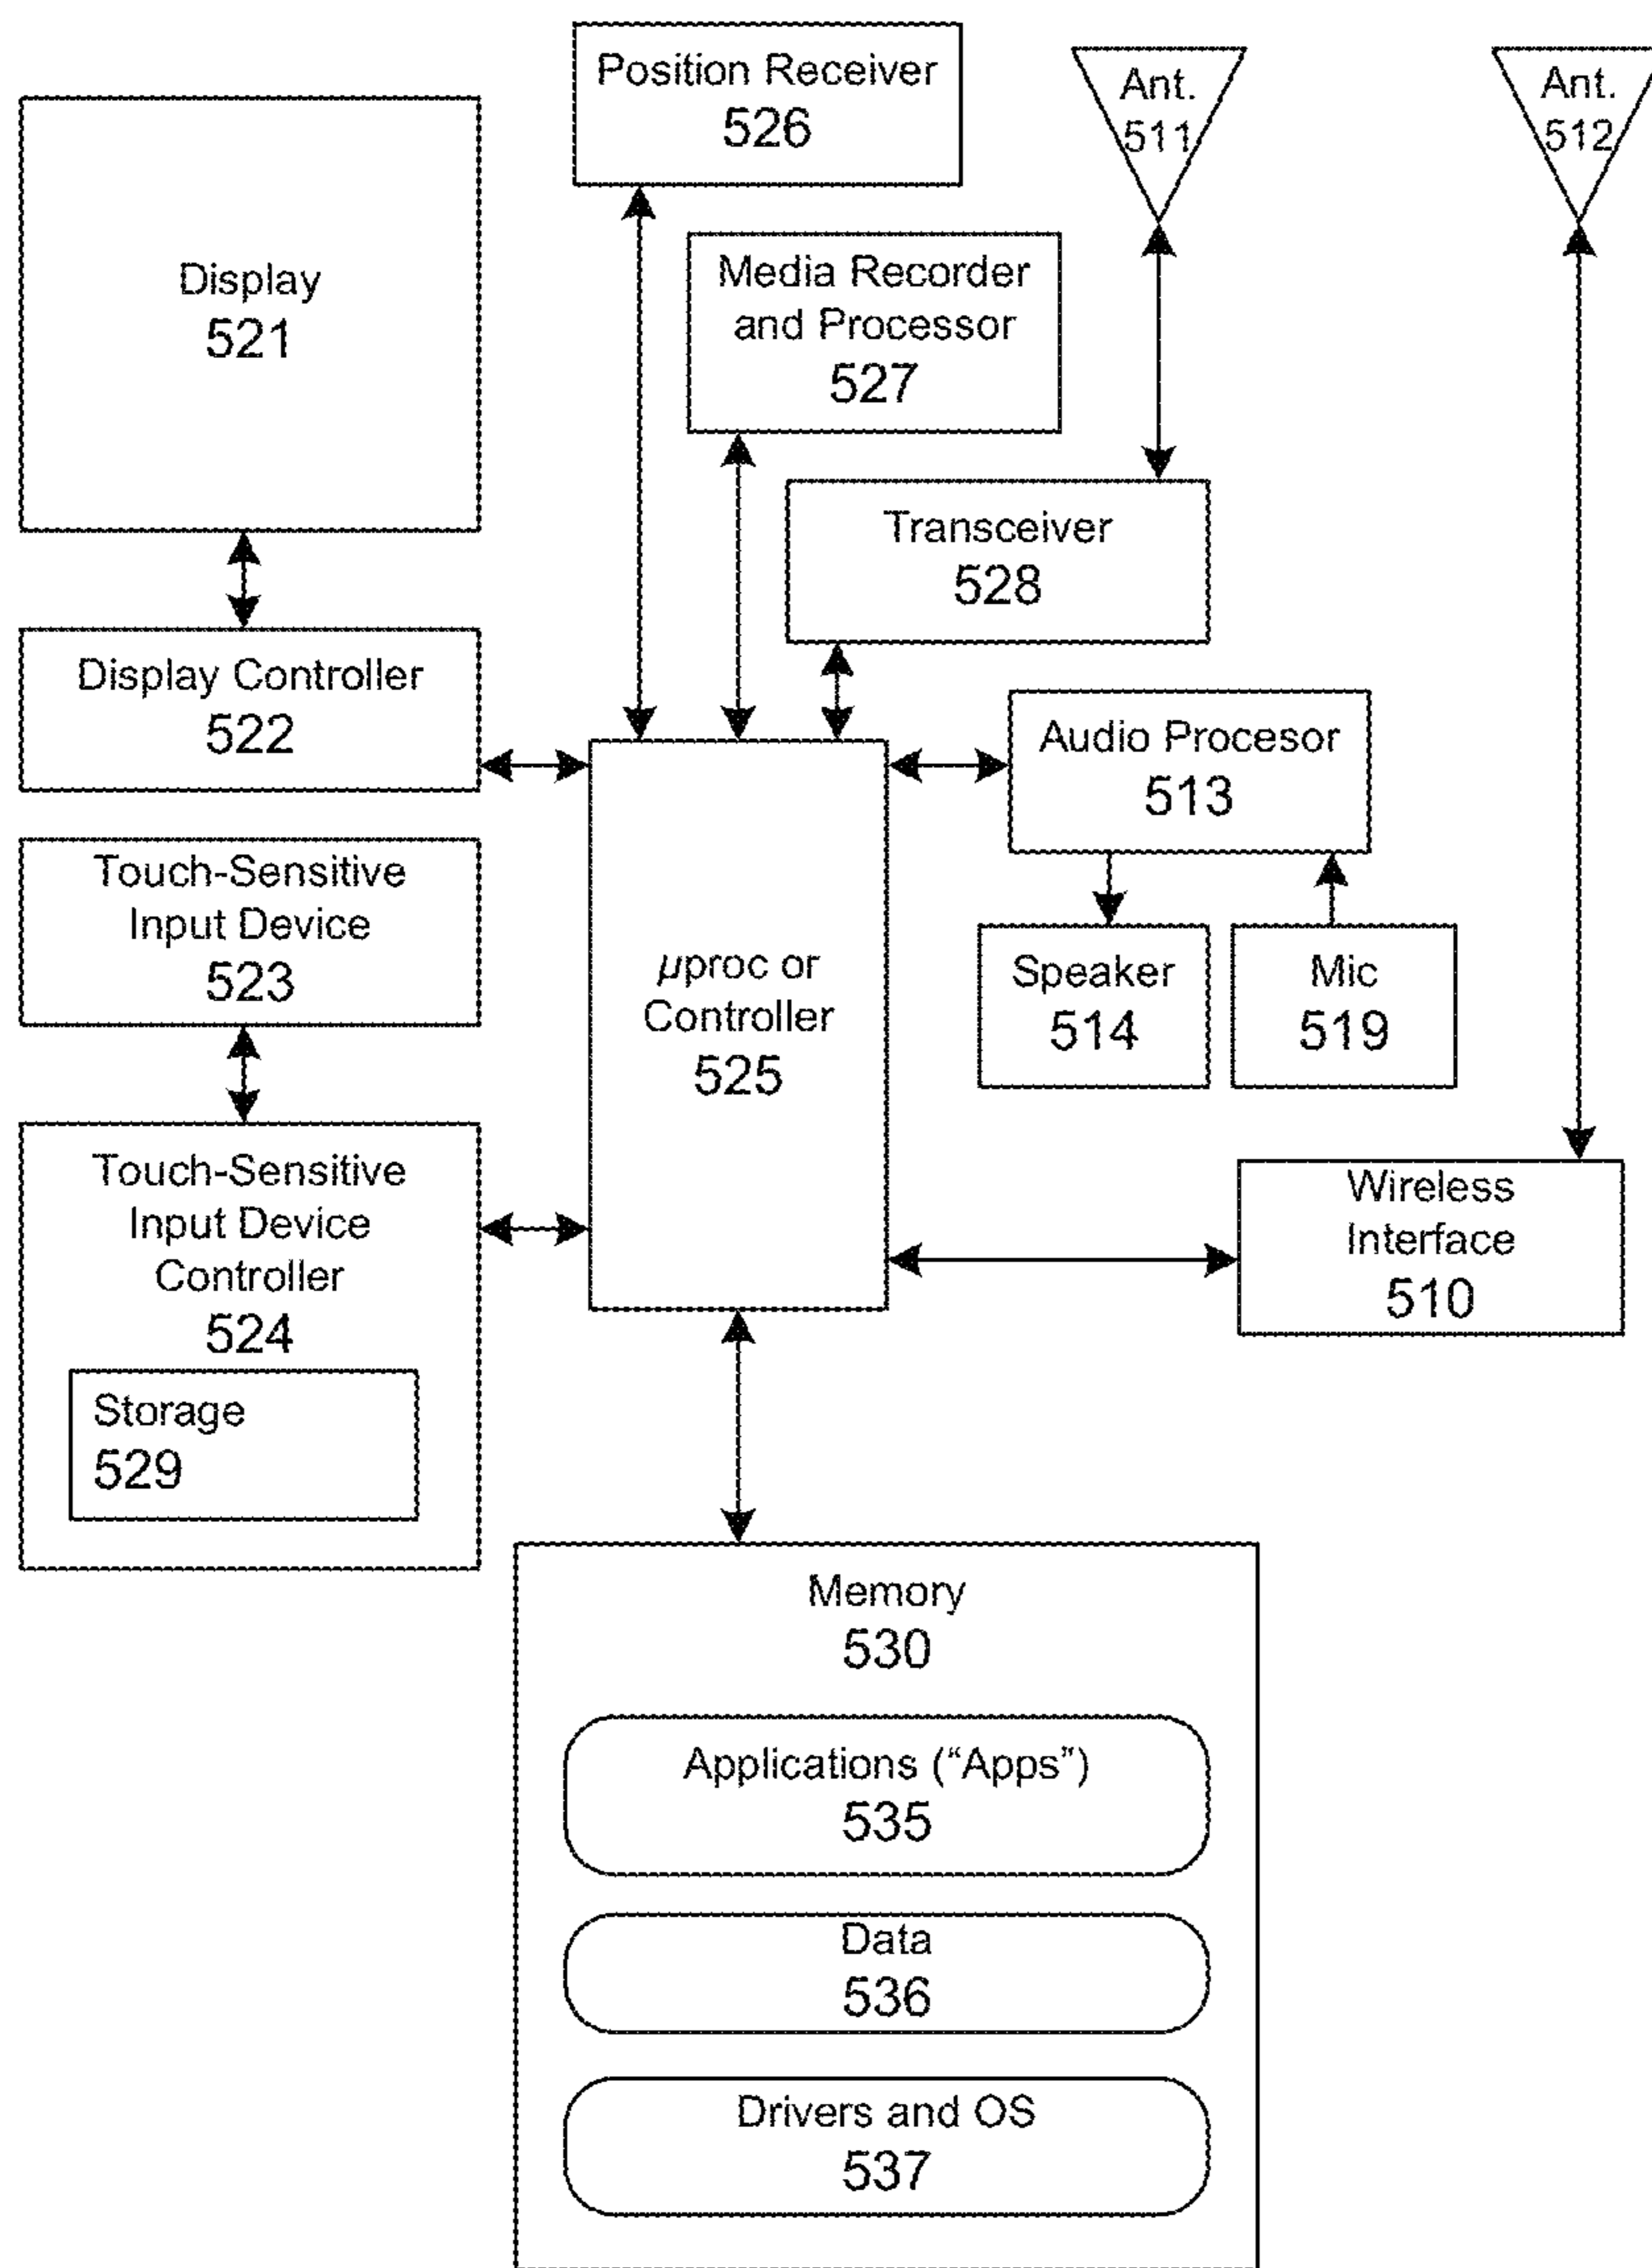 Position Receiver
526
Ant.
511
Ant.
512
Display
521
Media Recorder
and Processor
527
Transceiver
528
Display Controller
522
Audio Procesor
513
Touch-Sensitive
Input Device
523
µproc or
Controller
525
Speaker
514
Mic
519
Touch-Sensitive
Input Device
Controller
524
Storage
529
Wireless
Interface
510
Memory
530
Applications (“Apps”)
535
Data
536
Drivers and OS
537